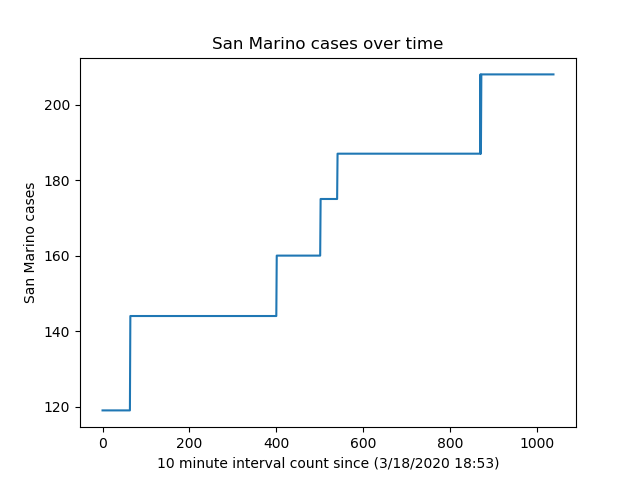 San Marino cases over time
San Marino cases
200
180
160
140
120
0 200 400 600 800 1000
10 minute interval count since (3/18/2020 18:53)